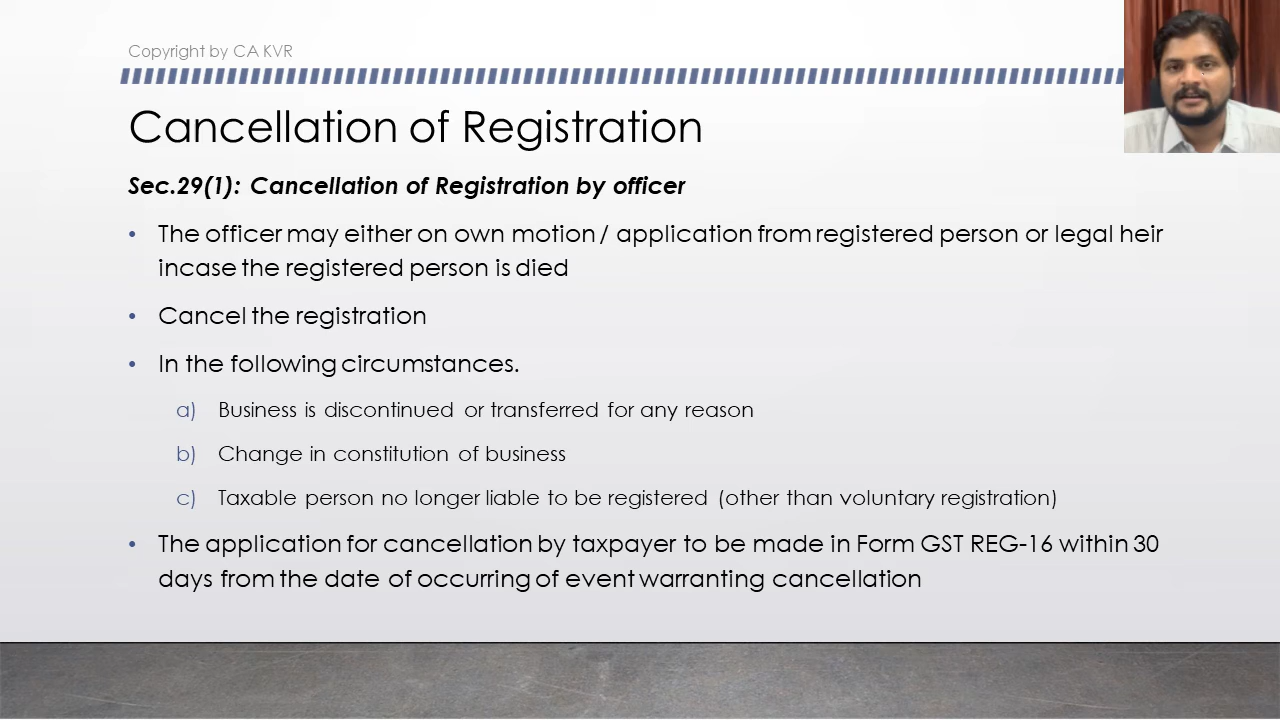 Copyright by CA KVR
Cancellation of Registration
Sec.29(1): Cancellation of Registration by officer
• The officer may either on own motion / application from registered person or legal heir
incase the registered person is died
• Cancel the registration
• In the following circumstances.
a) Business is discontinued or transferred for any reason
b) Change in constitution of business
c) Taxable person no longer liable to be registered (other than voluntary registration)
• The application for cancellation by taxpayer to be made in Form GST REG-16 within 30
days from the date of occurring of event warranting cancellation